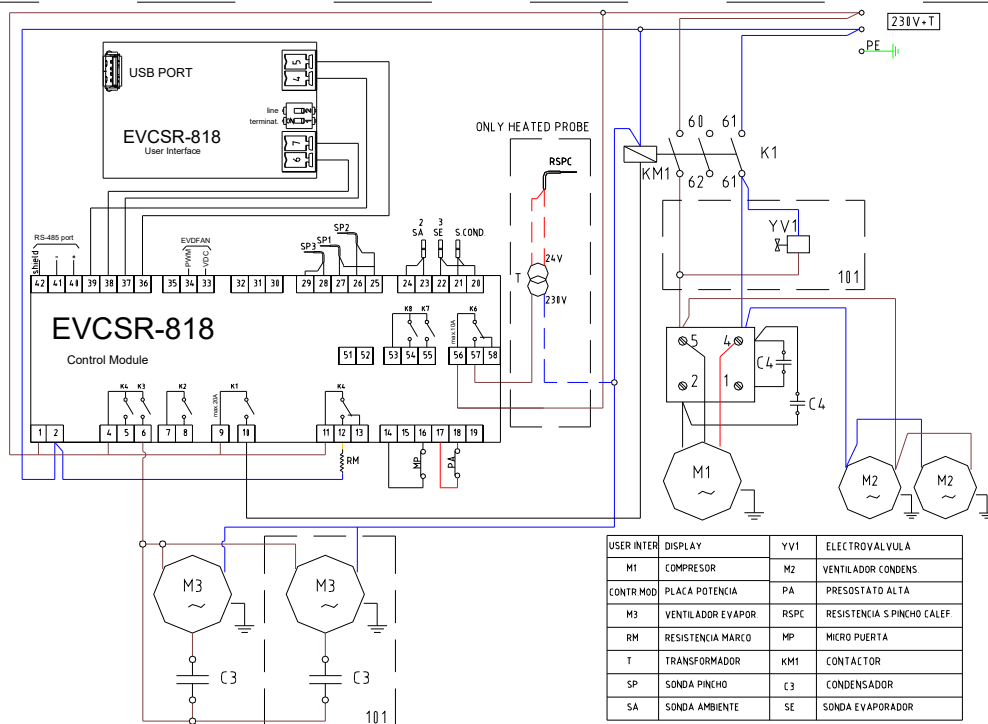 230V+T
PE
USB PORT
5
4
line
terminat.
ON
EVCSR-818
User Interface
7
6
ONLY HEATED PROBE
RSPC
60
61
K1
KM1
62
61
YV1
101
24V
T
230V
RS-485 port
shield
-
+
EVDFAN
PWM
VDC
SP3
SP1
SP2
2
SA
3
SE
S.COND.
42 41 40 39 38 37 36 35 34 33 32 31 30 29 28 27 26 25 24 23 22 21 20
EVCSR-818
Control Module
K8 K7
max.10A
K6
51 52 53 54 55 56 57 58
K4 K3
K2
max.20A
K1
K4
1 2 4 5 6 7 8 9 10 11 12 13 14 15 16 17 18 19
RM
MP
PA
5
4
2
1
C4
C4
M1
~
M2
~
M2
~
M3
~
M3
~
C3
C3
101
USER INTER DISPLAY YV1 ELECTROVALVULA
M1 COMPRESOR M2 VENTILADOR CONDENS.
CONTR.MOD PLACA POTENCIA PA PRESOSTATO ALTA
M3 VENTILADOR EVAPOR. RSPC RESISTENCIA S.PINCHO CALEF.
RM RESISTENCIA MARCO MP MICRO PUERTA
T TRANSFORMADOR KM1 CONTACTOR
SP SONDA PINCHO C3 CONDENSADOR
SA SONDA AMBIENTE SE SONDA EVAPORADOR